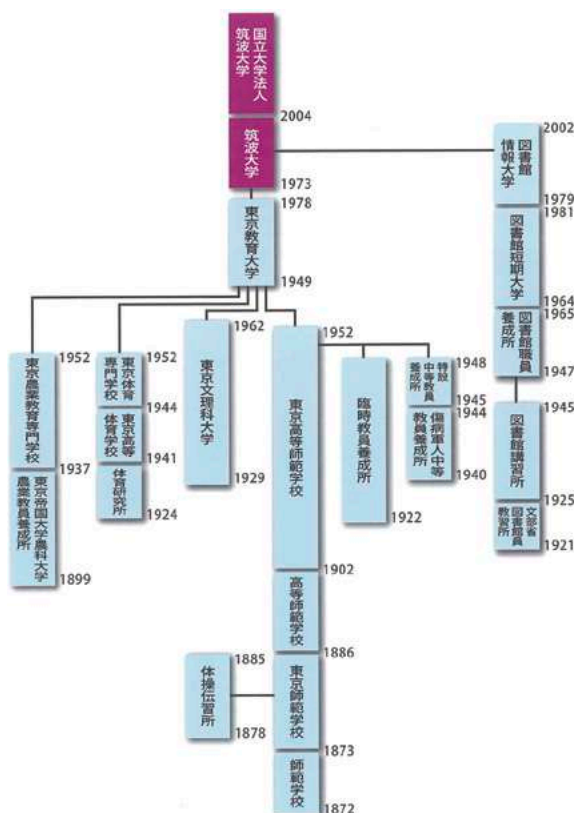 国立大学法人
筑波大学
2004
筑波大学
1973
2002
図書館
情報大学
1979
1978
東京教育大学
1949
1981
図書館短期大学
1964
1965
図書館職員
養成所
1947
1952
東京農業教育専門学校
1937
東京帝国大学農科大学
農業教員養成所
1899
1952
東京体育
専門学校
1944
東京高等
体育学校
1941
体育研究所
1924
1962
東京文理科大学
1929
1952
東京高等師範学校
1902
臨時教員養成所
1922
1948
特設
中等教員
養成所
1945
1944
傷痍軍人中等
教員養成所
1940
1945
図書館講習所
1925
文部省
図書館員
教習所
1921
高等師範学校
1886
1885
体操伝習所
1878
東京師範学校
1873
師範学校
1872